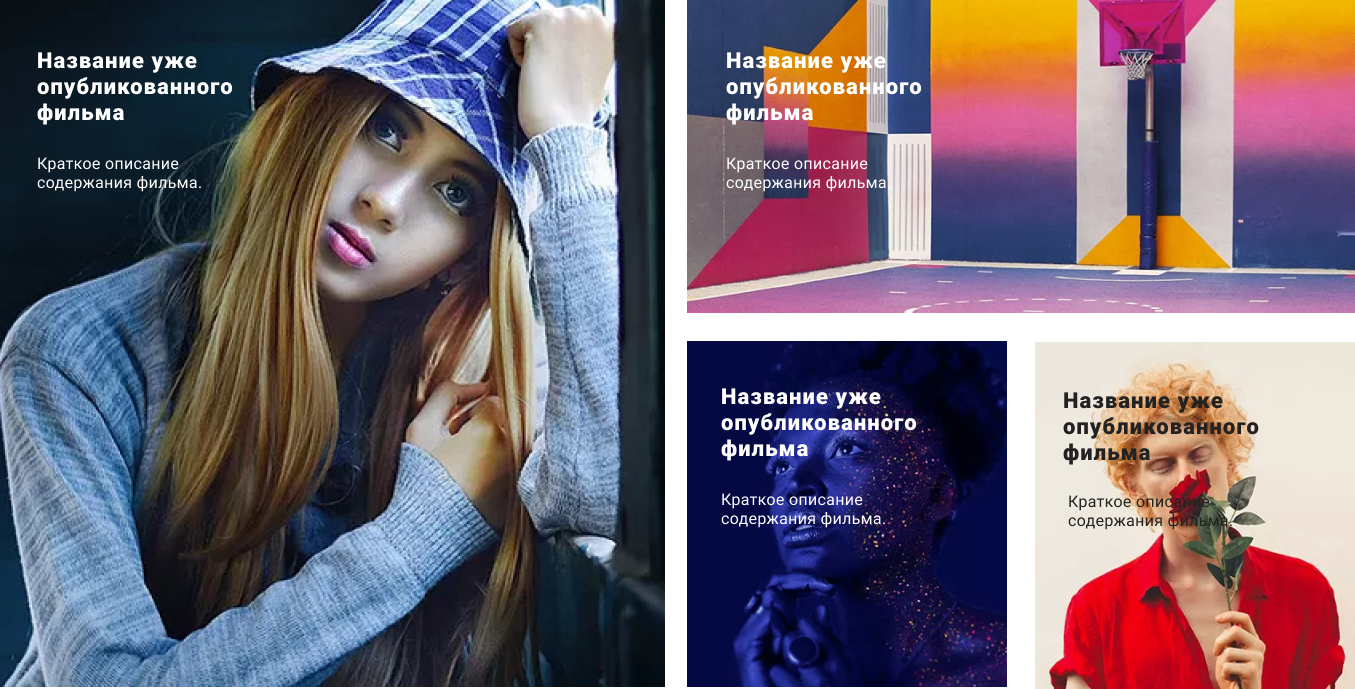 Название уже
опубликованного
фильма
Краткое описание
содержания фильма.
Название уже
опубликованного
фильма
Краткое описание
содержания фильма
Название уже
опубликованного
фильма
Краткое описание
содержания фильма.
Название уже
опубликованного
фильма
Краткое описание
содержания фильма.